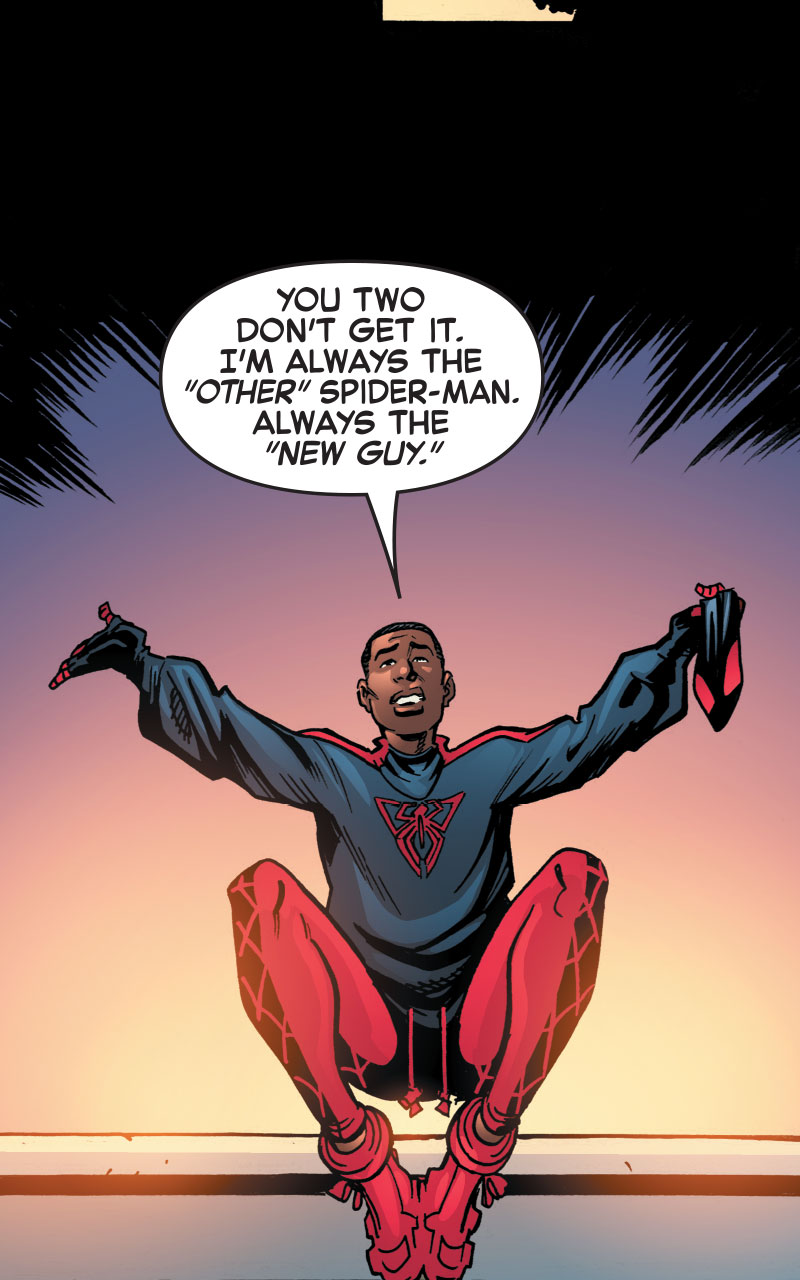 YOU TWO
DON'T GET IT.
I'M ALWAYS THE
"OTHER" SPIDER-MAN.
ALWAYS THE
"NEW GUY."